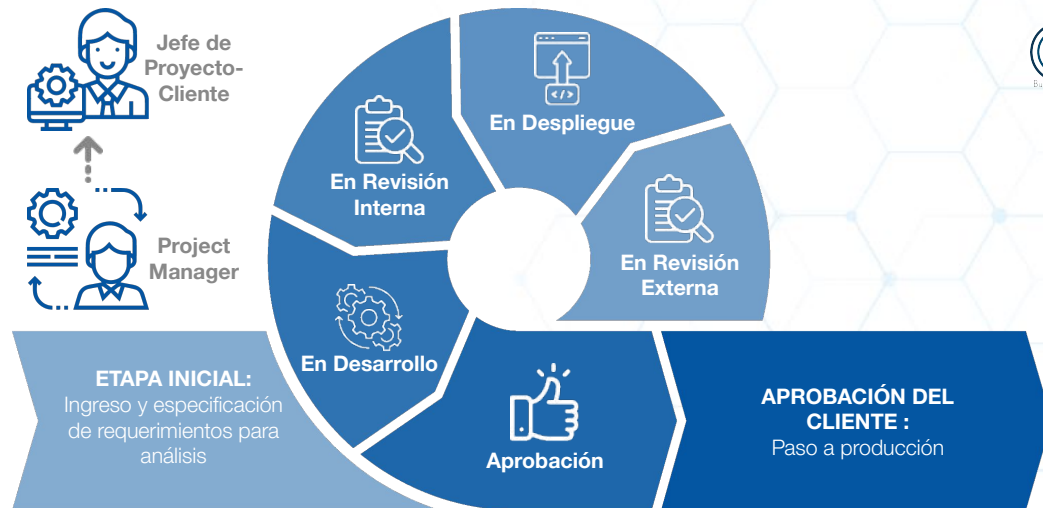 Jefe de
Proyecto-
Cliente
Project
Manager
En Despliegue
En Revisión
Interna
En Revisión
Externa
En Desarrollo
Aprobación
</>
ETAPA INICIAL:
Ingreso y especificación
de requerimientos para
análisis
APROBACIÓN DEL
CLIENTE :
Paso a producción